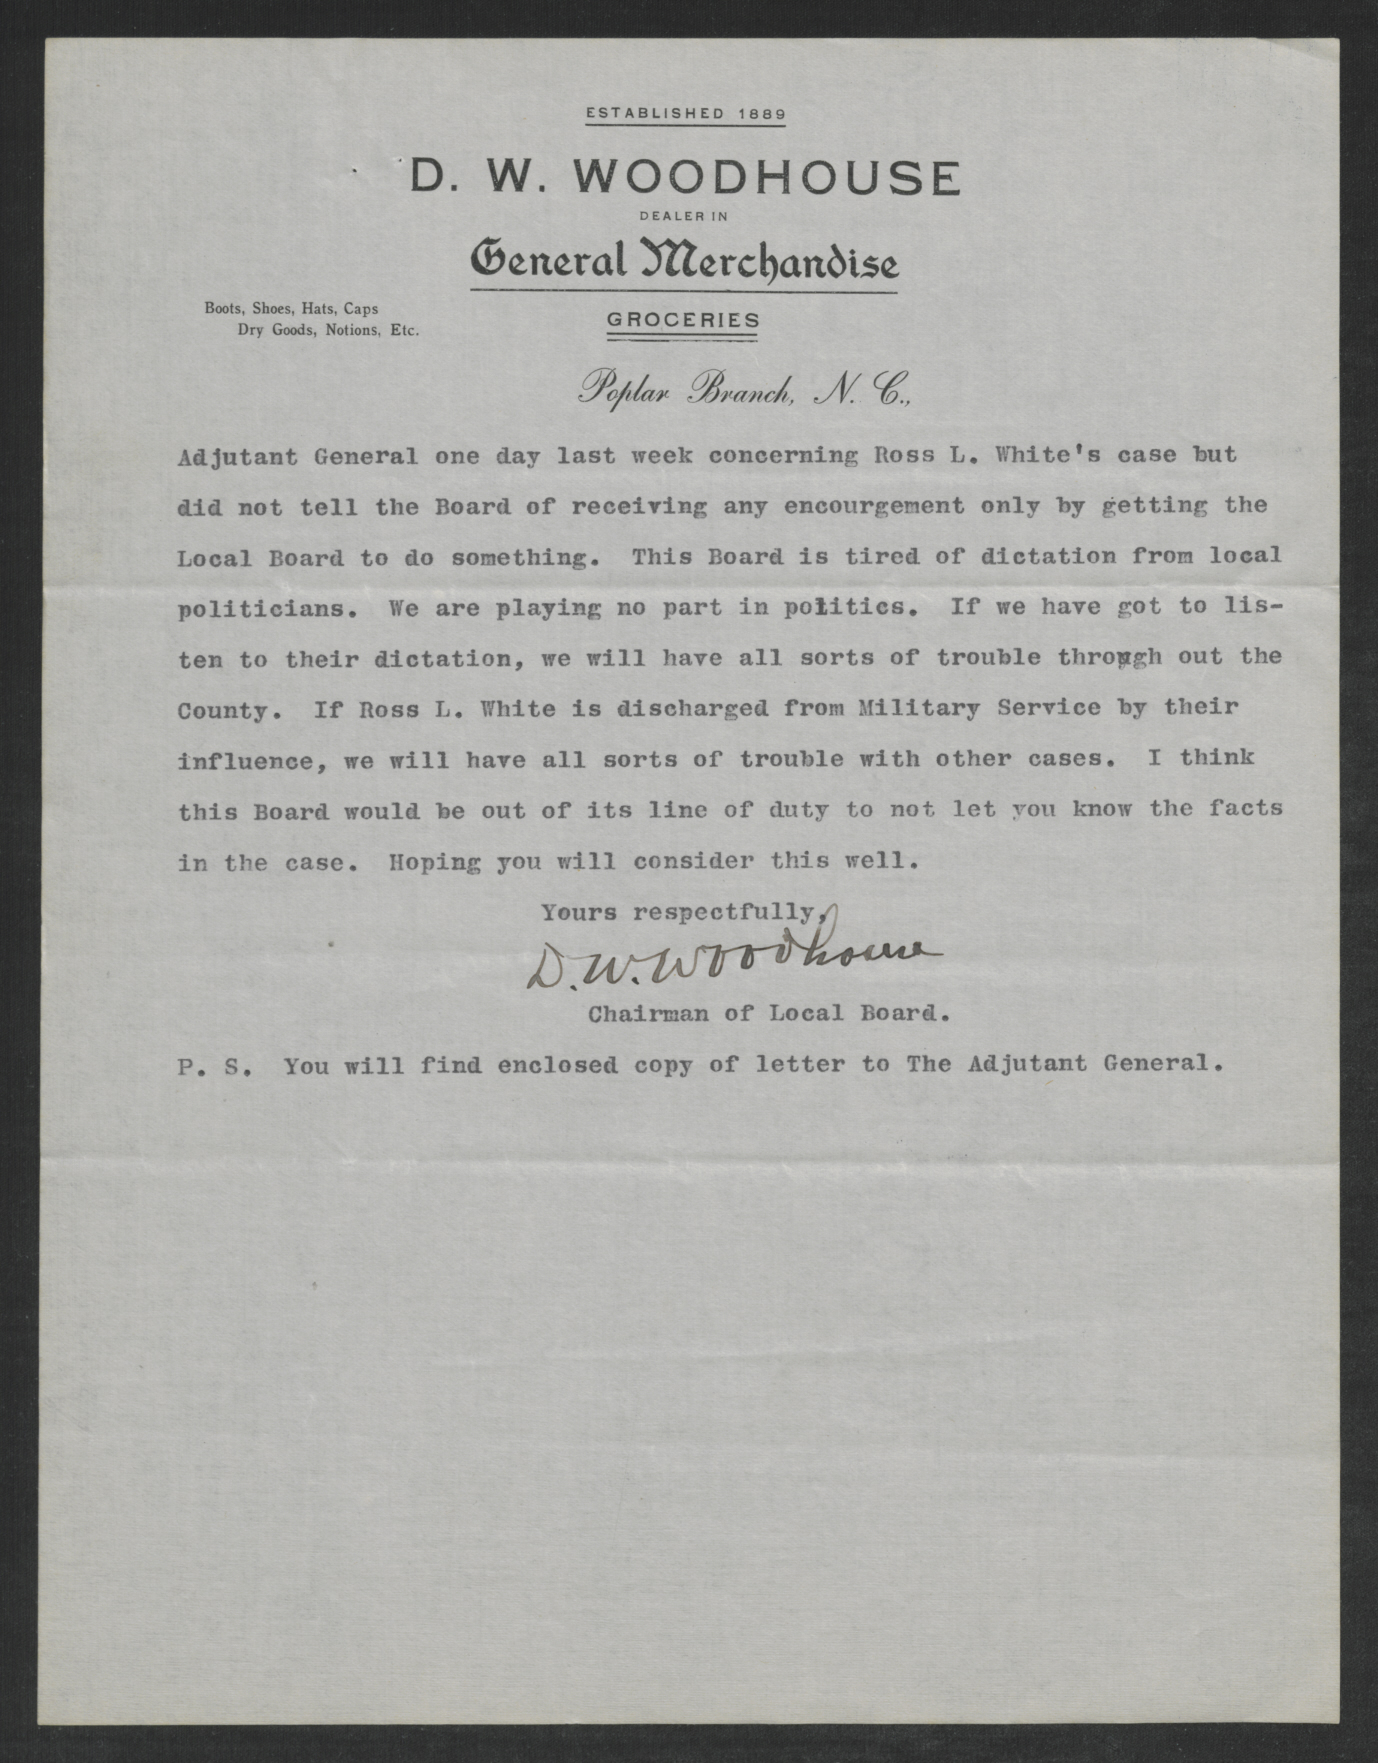 ESTABLISHED 1889
D. W. WOODHOUSE
DEALER IN
General Merchandise
Boots, Shoes, Hats, Caps
Dry Goods, Notions, Etc.
GROCERIES
Poplar Branch, N. C.,
Adjutant General one day last week concerning Ross L. White's case but
did not tell the Board of receiving any encourgement only by getting the
Local Board to do something. This Board is tired of dictation from local
politicians. We are playing no part in politics. If we have got to lis-
ten to their dictation, we will have all sorts of trouble through out the
County. If Ross L. White is discharged from Military Service by their
influence, we will have all sorts of trouble with other cases. I think
this Board would be out of its line of duty to not let you know the facts
in the case. Hoping you will consider this well.
Yours respectfully,
D. W. Woodhouse
Chairman of Local Board.
P. S. You will find enclosed copy of letter to The Adjutant General.